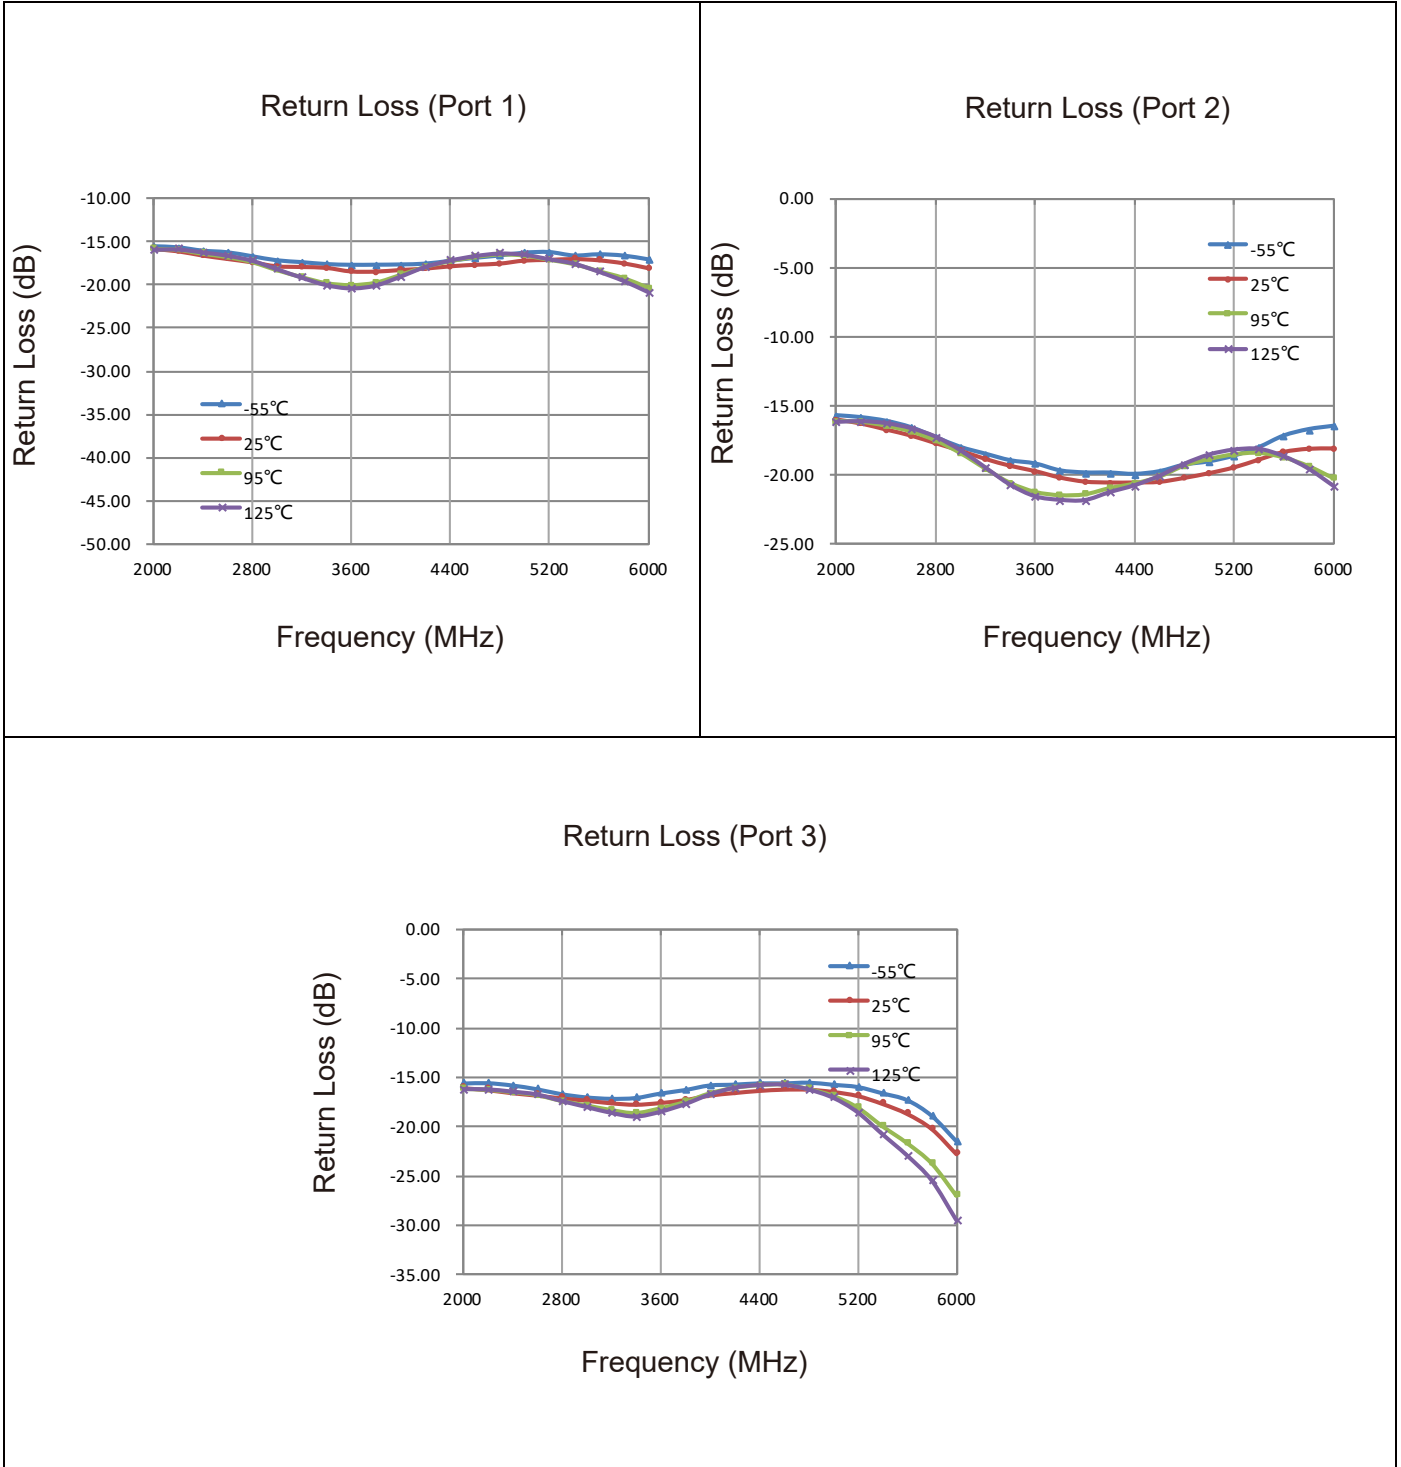 Return Loss (Port 1)
Return Loss (dB)
-10.00
-15.00
-20.00
-25.00
-30.00
-35.00
-40.00
-45.00
-50.00
-55℃
25℃
95℃
125℃
2000 2800 3600 4400 5200 6000
Frequency (MHz)
Return Loss (Port 2)
Return Loss (dB)
0.00
-5.00
-10.00
-15.00
-20.00
-25.00
-55℃
25℃
95℃
125℃
2000 2800 3600 4400 5200 6000
Frequency (MHz)
Return Loss (Port 3)
Return Loss (dB)
0.00
-5.00
-10.00
-15.00
-20.00
-25.00
-30.00
-35.00
-55℃
25℃
95℃
125℃
2000 2800 3600 4400 5200 6000
Frequency (MHz)